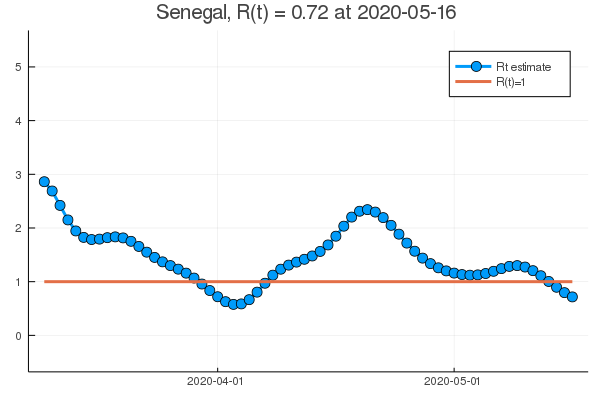 Senegal, R(t) = 0.72 at 2020-05-16
5
4
3
2
1
0
Rt estimate
R(t)=1
2020-04-01
2020-05-01